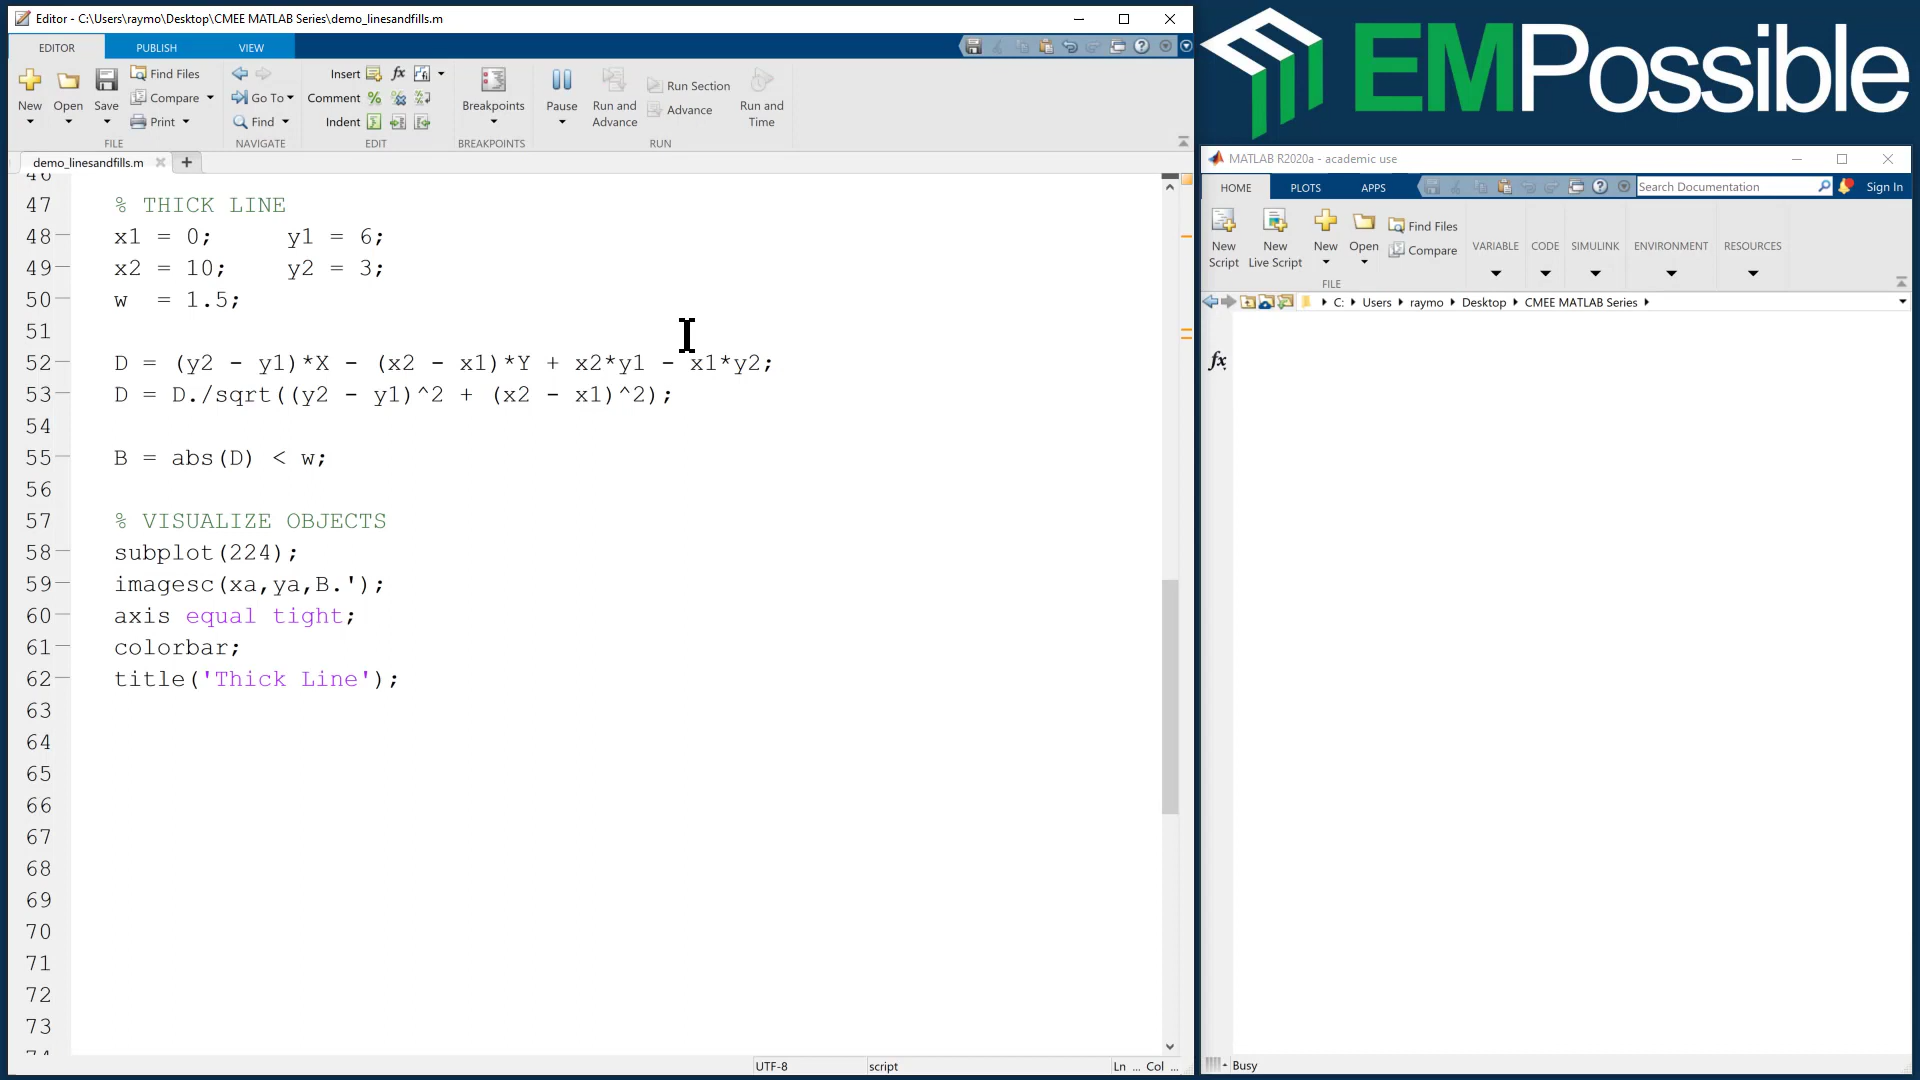 Editor - C:\Users\raymo\Desktop\CMEE MATLAB Series\demo_linesandfills.m
EDITOR PUBLISH VIEW
New Open Save Find Files Compare Print
FILE
Go To Find
NAVIGATE
Insert fx
Comment
Indent
EDIT
Breakpoints
BREAKPOINTS
Pause Run and Advance Run Section Advance Run and Time
RUN
demo_linesandfills.m
46
47 % THICK LINE
48 x1 = 0; y1 = 6;
49 x2 = 10; y2 = 3;
50 w = 1.5;
51
52 D = (y2 - y1)*X - (x2 - x1)*Y + x2*y1 - x1*y2;
53 D = D./sqrt((y2 - y1)^2 + (x2 - x1)^2);
54
55 B = abs(D) < w;
56
57 % VISUALIZE OBJECTS
58 subplot(224);
59 imagesc(xa,ya,B.');
60 axis equal tight;
61 colorbar;
62 title('Thick Line');
63
64
65
66
67
68
69
70
71
72
73
74
UTF-8 script Ln ... Col ...
EMPossible
MATLAB R2020a - academic use
HOME PLOTS APPS Search Documentation Sign In
New Script New Live Script New Open Find Files Compare
FILE
VARIABLE CODE SIMULINK ENVIRONMENT RESOURCES
C: Users raymo Desktop CMEE MATLAB Series
fx
Busy